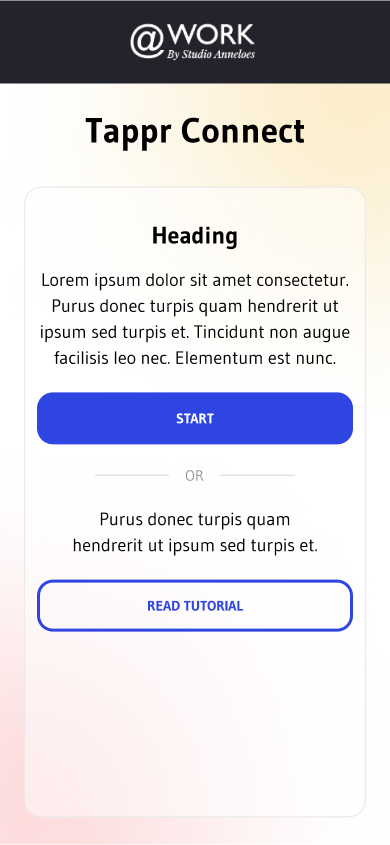 @WORK
By Studio Anneloes
Tappr Connect
Heading
Lorem ipsum dolor sit amet consectetur.
Purus donec turpis quam hendrerit ut
ipsum sed turpis et. Tincidunt non augue
facilisis leo nec. Elementum est nunc.
START
OR
Purus donec turpis quam
hendrerit ut ipsum sed turpis et.
READ TUTORIAL